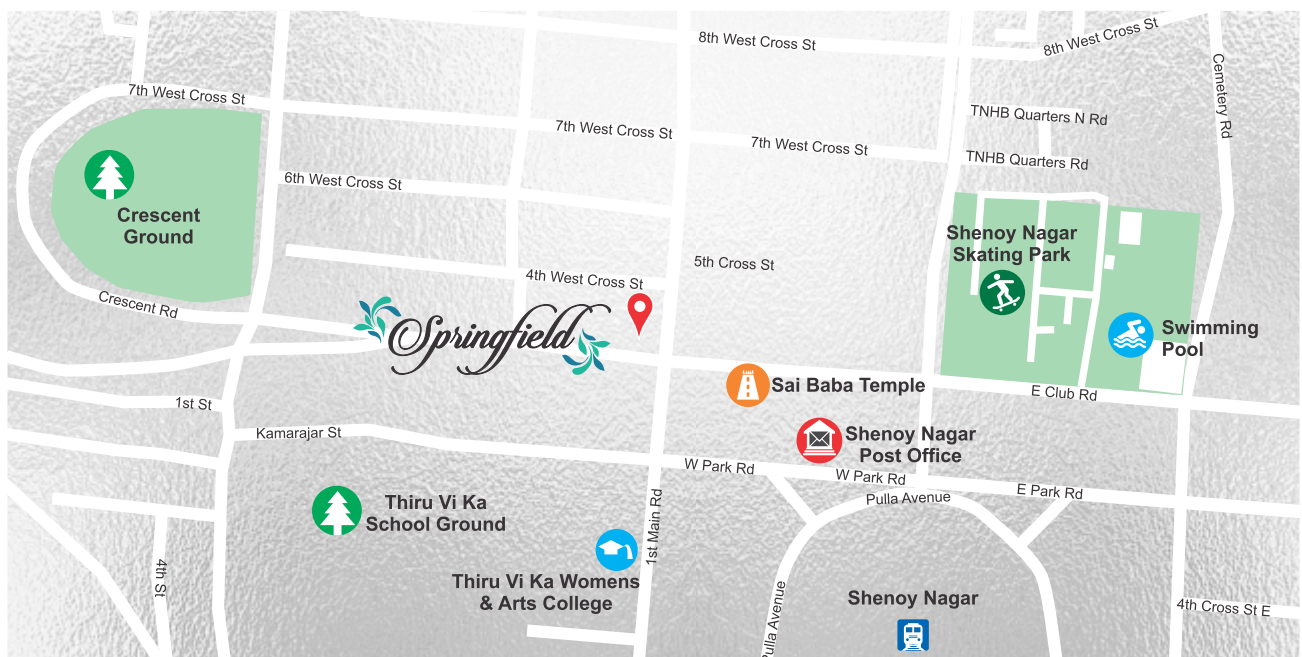 8th West Cross St
8th West Cross St
Cemetery Rd
7th West Cross St
TNHB Quarters N Rd
7th West Cross St
7th West Cross St
TNHB Quarters Rd
6th West Cross St
Crescent
Ground
Shenoy Nagar
Skating Park
5th Cross St
4th West Cross St
Crescent Rd
Springfield
Swimming
Pool
Sai Baba Temple
E Club Rd
1st St
Kamarajar St
Shenoy Nagar
Post Office
W Park Rd
W Park Rd
E Park Rd
Pulla Avenue
Thiru Vi Ka
School Ground
1st Main Rd
4th St
Thiru Vi Ka Womens
& Arts College
Pulla Avenue
Shenoy Nagar
4th Cross St E